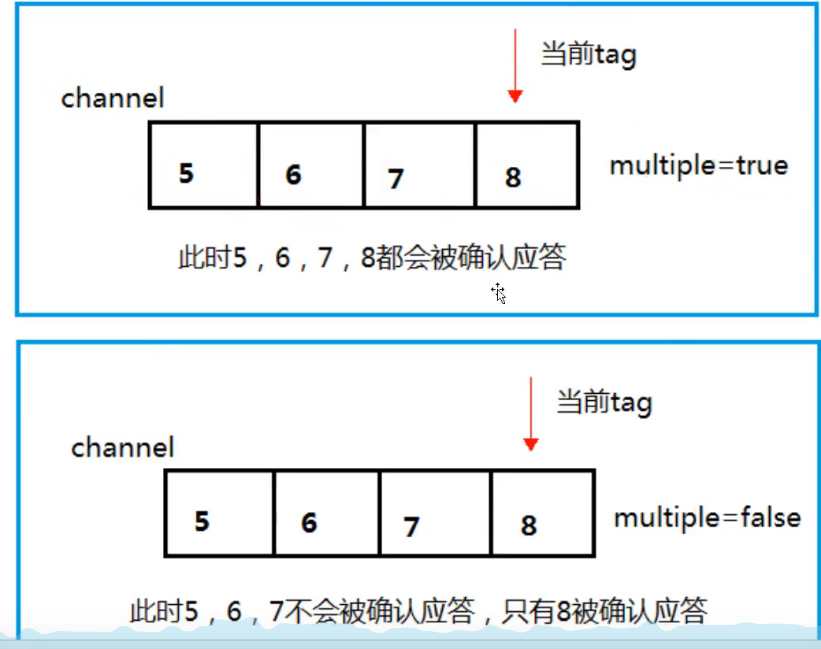 当前tag
channel
5 6 7 8
multiple=true
此时5，6，7，8都会被确认应答
当前tag
channel
5 6 7 8
multiple=false
此时5，6，7不会被确认应答，只有8被确认应答